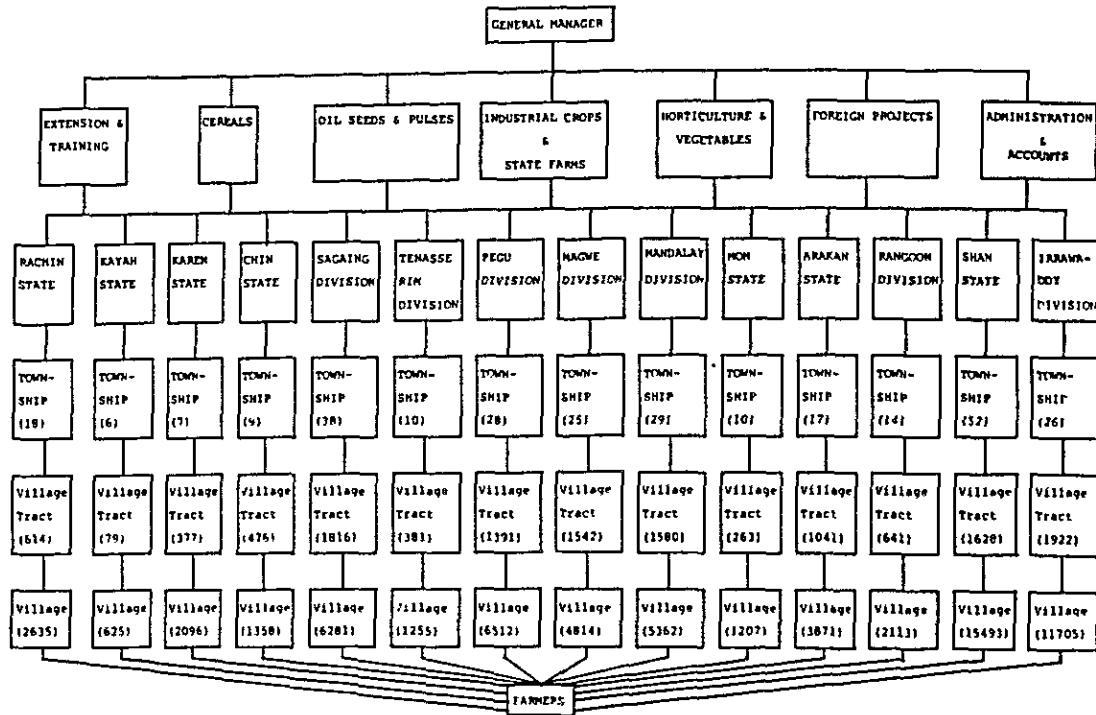 GENERAL MANAGER
EXTENSION &
TRAINING
CEREALS
OIL SEEDS & PULSES
INDUSTRIAL CROPS
&
STATE FARMS
HORTICULTURE &
VEGETABLES
FOREIGN PROJECTS
ADMINISTRATION
&
ACCOUNTS
KACHIN
STATE
KAYAH
STATE
KAREN
STATE
CHIN
STATE
SAGAING
DIVISION
TENASSE
RIM
DIVISION
PEGU
DIVISION
MAGWE
DIVISION
MANDALAY
DIVISION
MON
STATE
ARAKAN
STATE
RANGOON
DIVISION
SHAN
STATE
IRRAWA-
DDY
DIVISION
TOWN-
SHIP
(18)
TOWN-
SHIP
(6)
TOWN-
SHIP
(7)
TOWN-
SHIP
(9)
TOWN-
SHIP
(38)
TOWN-
SHIP
(10)
TOWN-
SHIP
(28)
TOWN-
SHIP
(25)
TOWN-
SHIP
(29)
TOWN-
SHIP
(10)
TOWN-
SHIP
(17)
TOWN-
SHIP
(14)
TOWN-
SHIP
(52)
TOWN-
SHIP
(26)
Village
Tract
(614)
Village
Tract
(79)
Village
Tract
(377)
Village
Tract
(475)
Village
Tract
(1816)
Village
Tract
(381)
Village
Tract
(1391)
Village
Tract
(1542)
Village
Tract
(1580)
Village
Tract
(263)
Village
Tract
(1041)
Village
Tract
(641)
Village
Tract
(1628)
Village
Tract
(1922)
Village
(2635)
Village
(625)
Village
(2096)
Village
(1358)
Village
(6281)
Village
(1255)
Village
(6512)
Village
(4814)
Village
(5362)
Village
(1207)
Village
(3871)
Village
(2113)
Village
(15493)
Village
(11705)
FARMERS